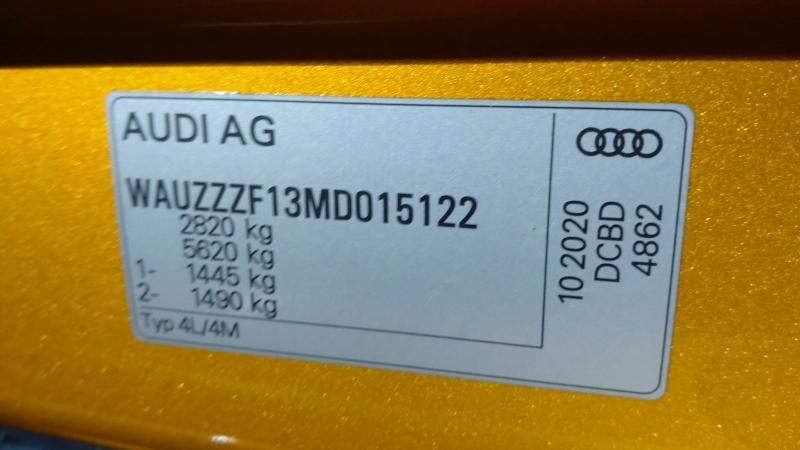 AUDI AG
WAUZZZF13MD015122
2820 kg
5620 kg
1- 1445 kg
2- 1490 kg
Typ 4L/4M
10 2020
DCBD
4862